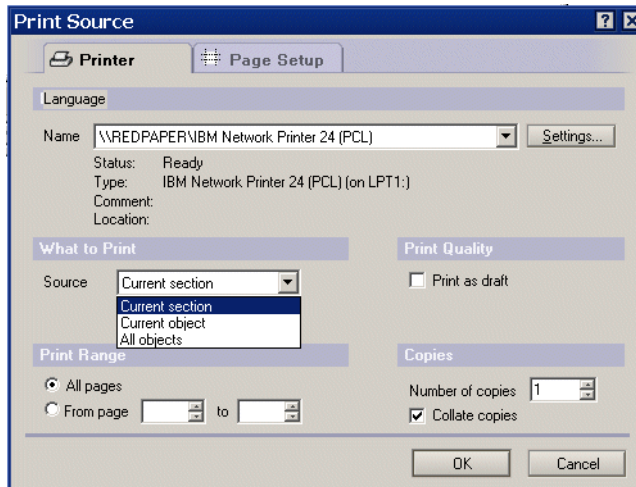 Print Source
Printer
Page Setup
Language
Name \\REDPAPER\IBM Network Printer 24 (PCL) Settings...
Status: Ready
Type: IBM Network Printer 24 (PCL) (on LPT1:)
Comment:
Location:
What to Print
Source Current section
Current section
Current object
All objects
Print Quality
Print as draft
Print Range
All pages
From page to
Copies
Number of copies 1
Collate copies
OK Cancel